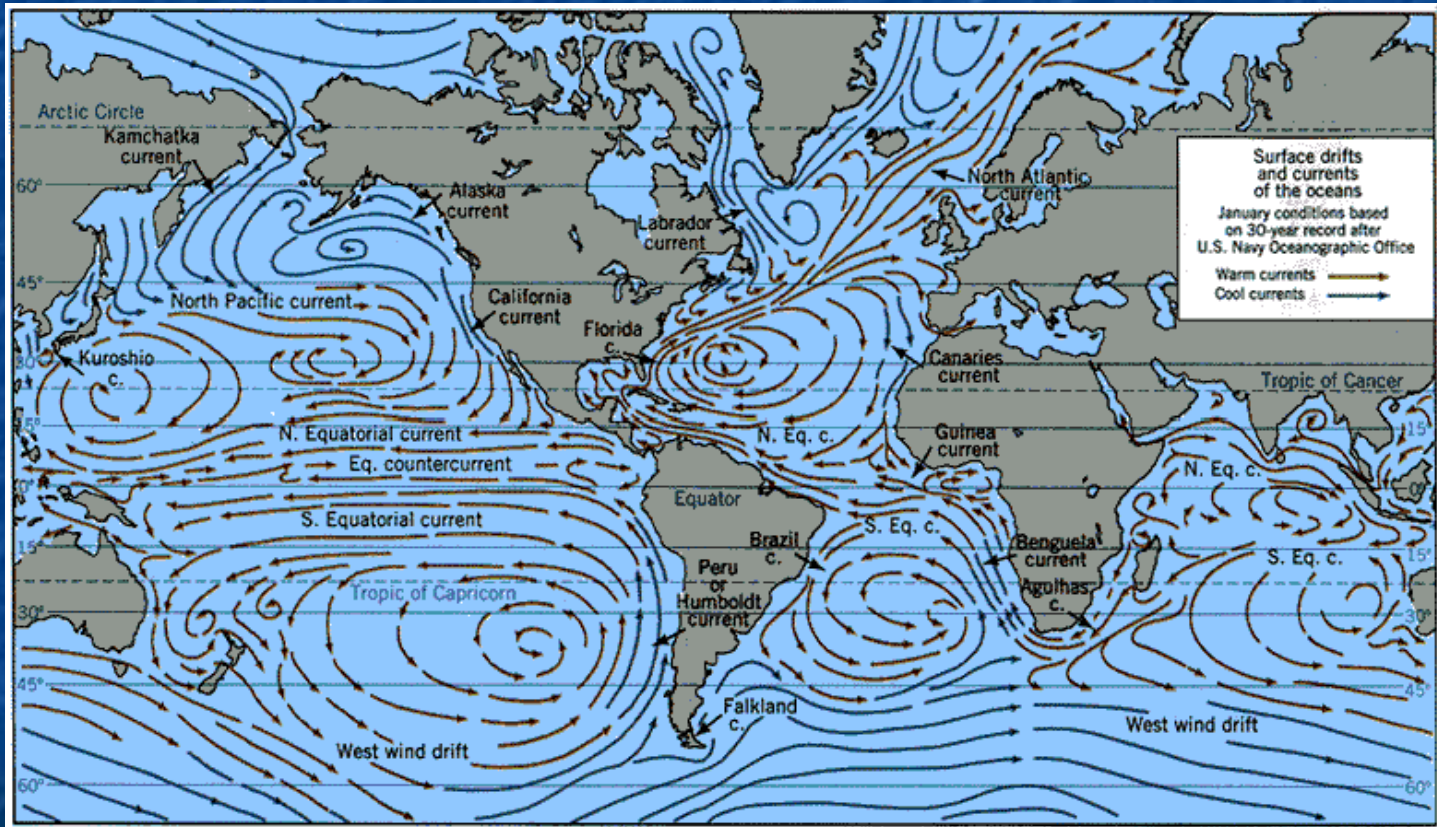 Arctic Circle
Kamchatka
current
60°
Alaska
current
Labrador
current
North Atlantic
current
Surface drifts
and currents
of the oceans
January conditions based
on 30-year record after
U.S. Navy Oceanographic Office
Warm currents
Cool currents
45°
North Pacific current
California
current
Florida
c.
Kuroshio
c.
30°
Canaries
current
Tropic of Cancer
15°
15°
N. Equatorial current
N. Eq. c.
Guinea
current
Eq. countercurrent
N. Eq. c.
0°
0°
Equator
S. Equatorial current
S. Eq. c.
Brazil
c.
Benguela
current
15°
15°
S. Eq. c.
Peru
or
Humboldt
current
Agulhas
c.
Tropic of Capricorn
30°
30°
45°
45°
Falkland
c.
West wind drift
West wind drift
60°
60°